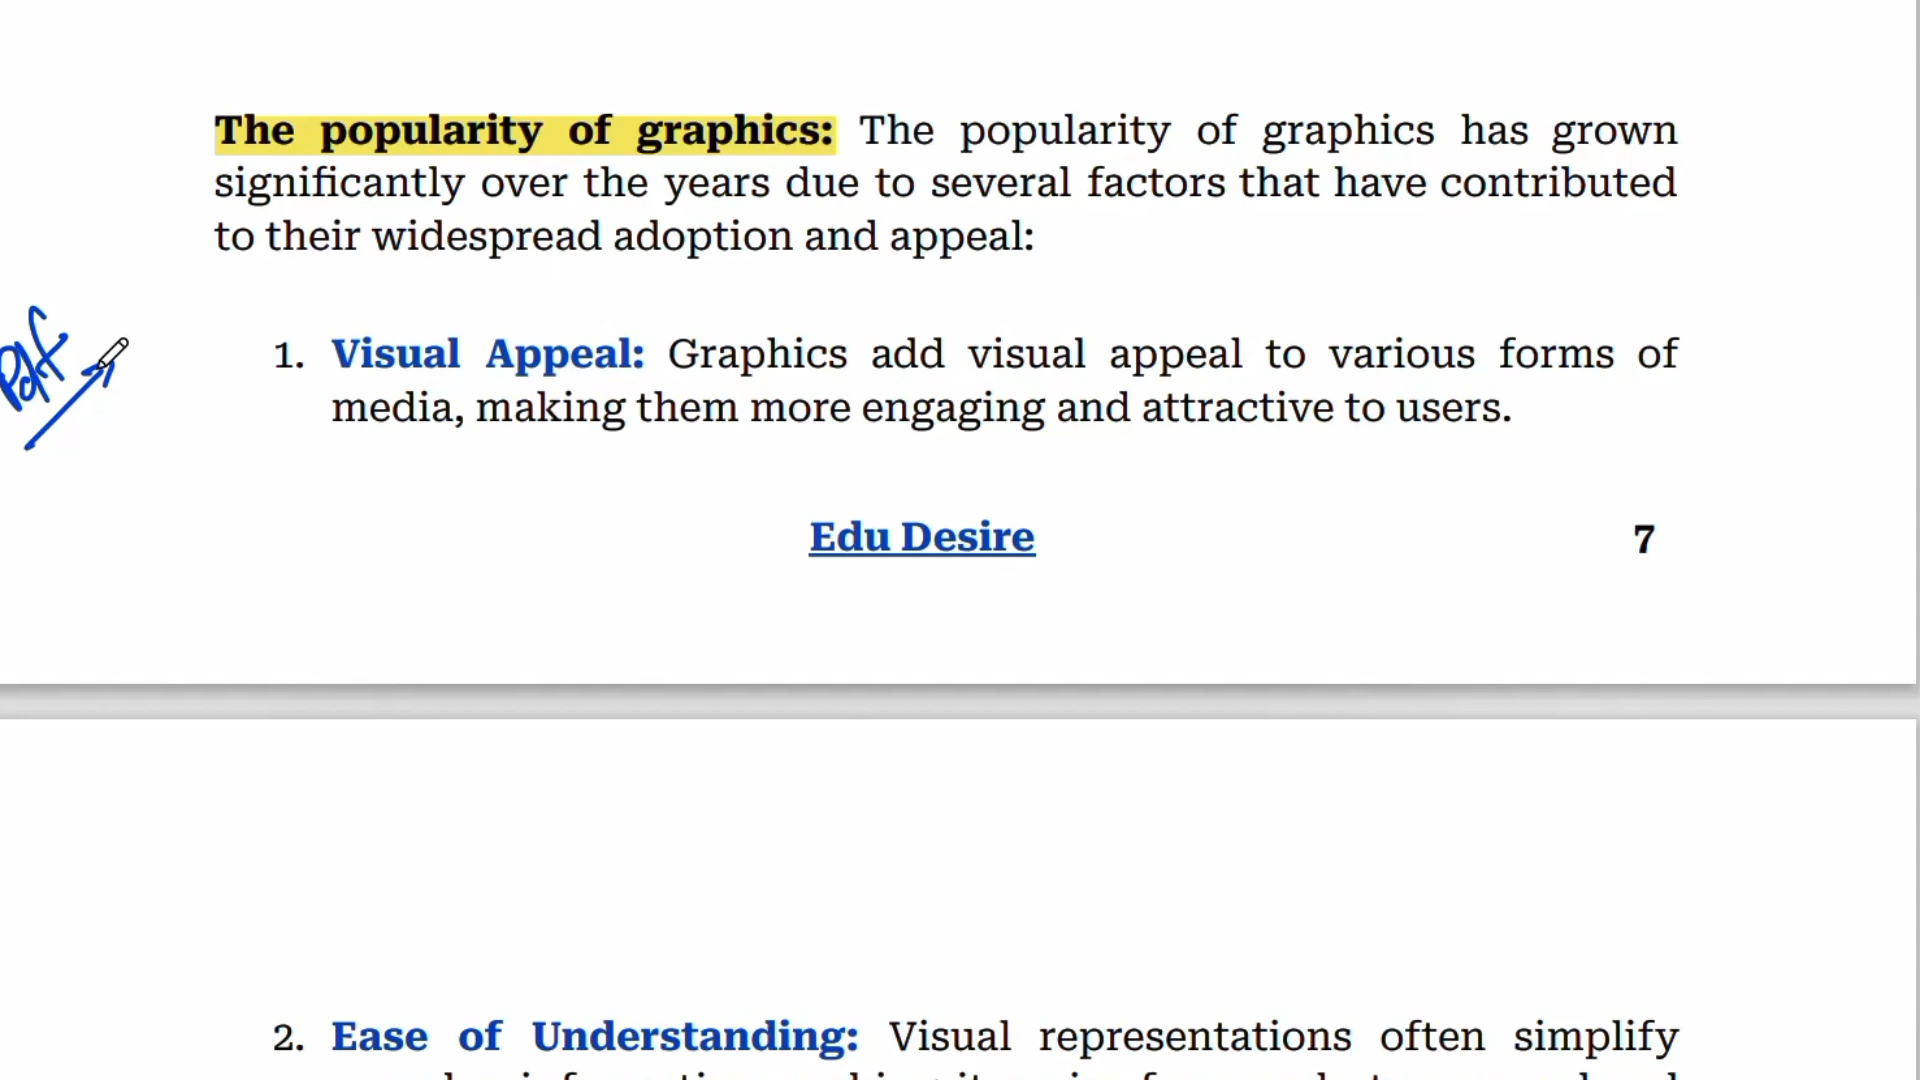 The popularity of graphics: The popularity of graphics has grown
significantly over the years due to several factors that have contributed
to their widespread adoption and appeal:
Pdf
1. Visual Appeal: Graphics add visual appeal to various forms of
media, making them more engaging and attractive to users.
Edu Desire 7
2. Ease of Understanding: Visual representations often simplify